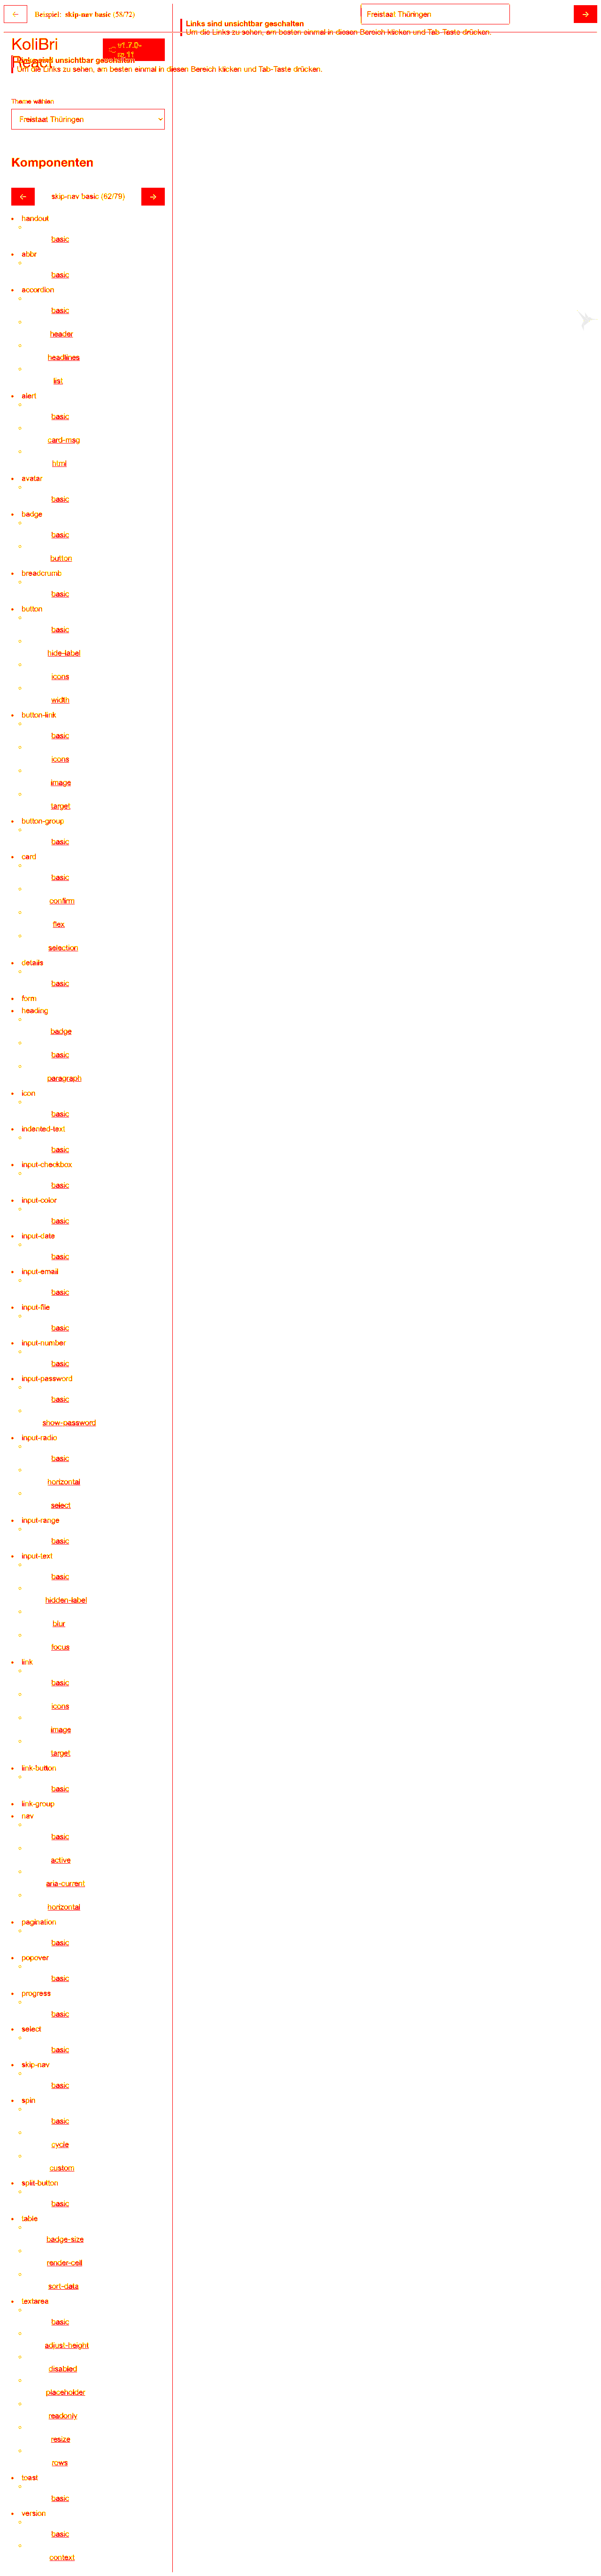 Beispiel: skip-nav basic (58/72)
Freistaat Thüringen
Links sind unsichtbar geschalten
Um die Links zu sehen, am besten einmal in diesen Bereich klicken und Tab-Taste drücken.
KoliBri
React
unsichtbar geschalten
Um die Links zu sehen, am besten einmal in diesen Bereich klicken und Tab-Taste drücken.
Theme wählen
Freistaat Thüringen
Komponenten
skip-nav basic (62/79)
handout
basic
abbr
basic
accordion
basic
header
headlines
list
alert
basic
card-msg
html
avatar
basic
badge
basic
button
breadcrumb
basic
button
basic
hide-label
icons
width
button-link
basic
icons
image
target
button-group
basic
card
basic
confirm
flex
selection
details
basic
form
heading
badge
basic
paragraph
icon
basic
indented-text
basic
input-checkbox
basic
input-color
basic
input-date
basic
input-email
basic
input-file
basic
input-number
basic
input-password
basic
show-password
input-radio
basic
horizontal
select
input-range
basic
input-text
basic
hidden-label
blur
focus
link
basic
icons
image
target
link-button
basic
link-group
nav
basic
active
aria-current
horizontal
pagination
basic
popover
basic
progress
basic
select
basic
skip-nav
basic
spin
basic
cycle
custom
split-button
basic
table
badge-size
render-cell
sort-data
textarea
basic
adjust-height
disabled
placeholder
readonly
resize
rows
toast
basic
version
basic
context